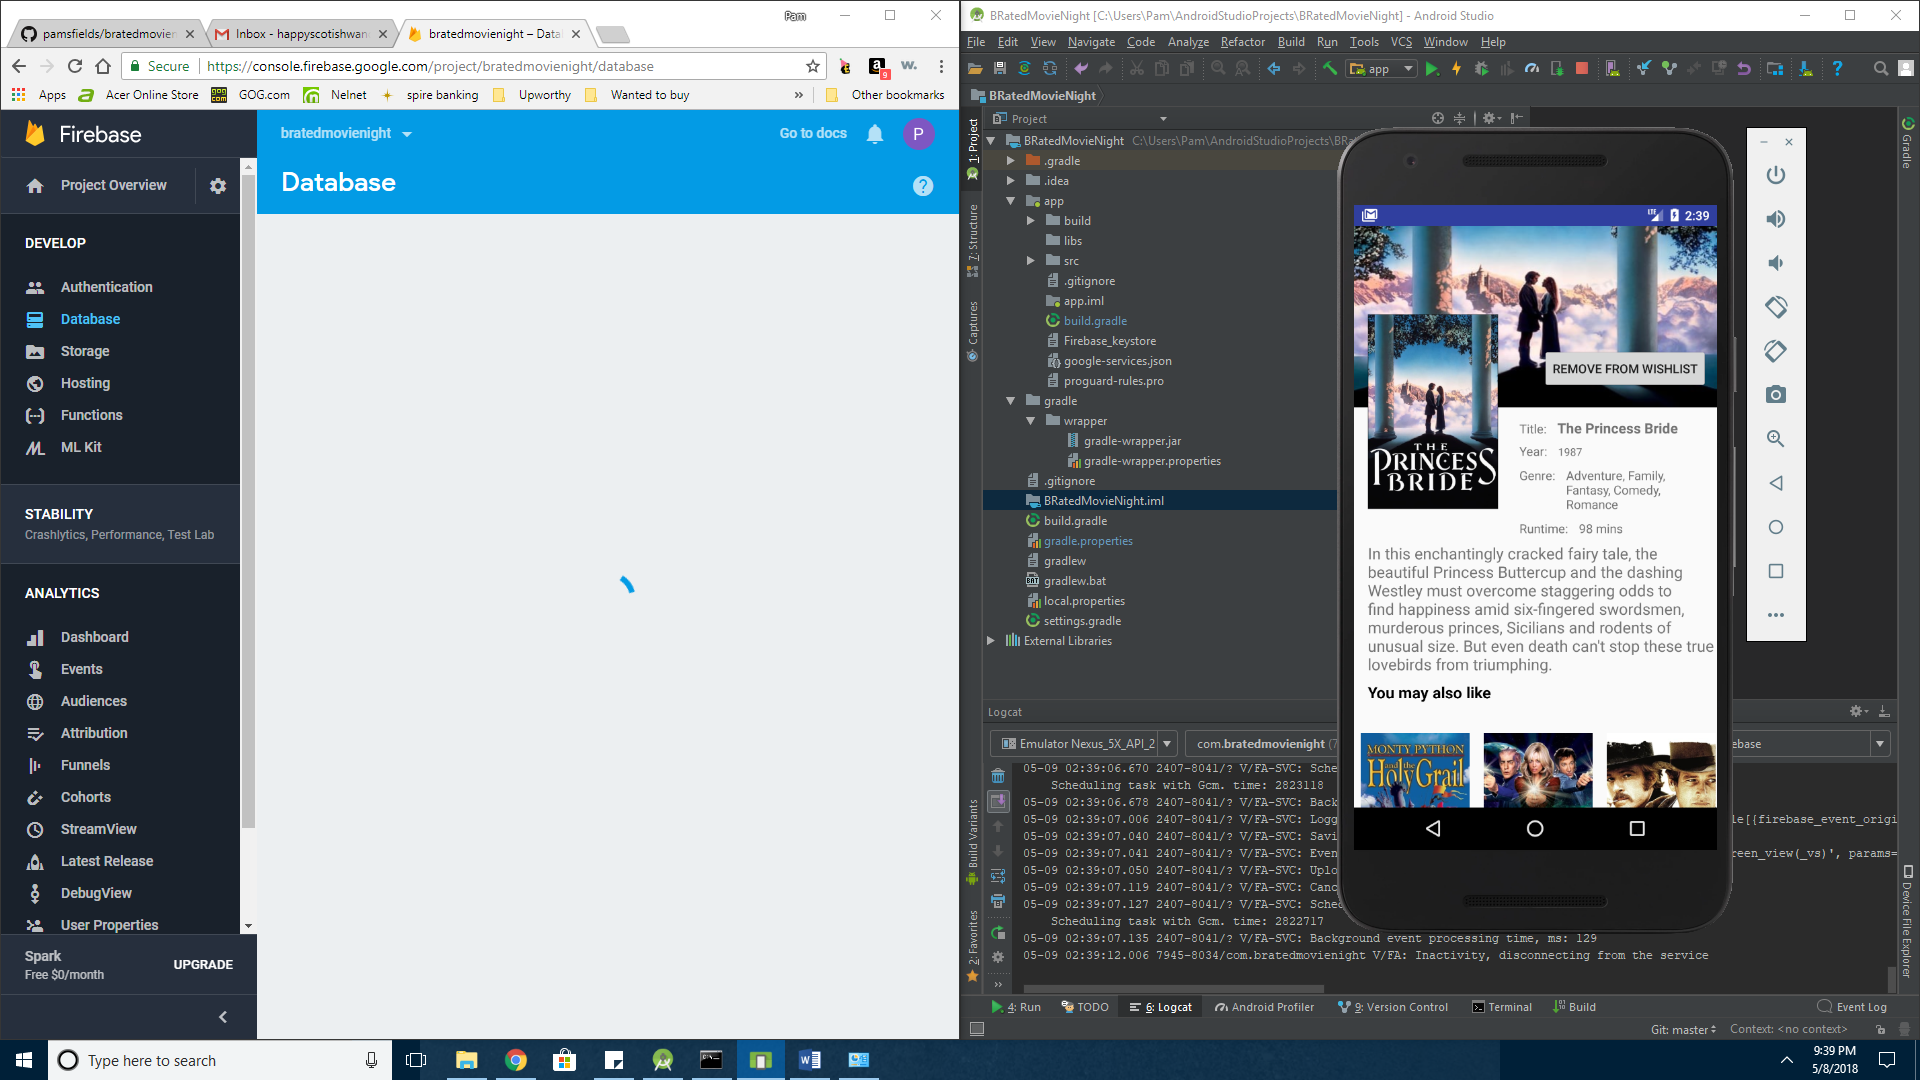 Pam
pamsfields/bratedmovien
Inbox - happyscotishwan
bratedmovienight – Data
Secure
https://console.firebase.google.com/project/bratedmovienight/database
9
Apps
Acer Online Store
GOG.com
Nelnet
spire banking
Upworthy
Wanted to buy
»
Other bookmarks
Firebase
bratedmovienight
Go to docs
P
Project Overview
Database
DEVELOP
Authentication
Database
Storage
Hosting
Functions
ML Kit
STABILITY
Crashlytics, Performance, Test Lab
ANALYTICS
Dashboard
Events
Audiences
Attribution
Funnels
Cohorts
StreamView
Latest Release
DebugView
User Properties
Spark
Free $0/month
UPGRADE
BRatedMovieNight [C:\Users\Pam\AndroidStudioProjects\BRatedMovieNight] - Android Studio
File Edit View Navigate Code Analyze Refactor Build Run Tools VCS Window Help
app
BRatedMovieNight
1: Project
7: Structure
Captures
Build Variants
2: Favorites
Project
BRatedMovieNight C:\Users\Pam\AndroidStudioProjects\BRa
.gradle
.idea
app
build
libs
src
.gitignore
app.iml
build.gradle
Firebase_keystore
google-services.json
proguard-rules.pro
gradle
wrapper
gradle-wrapper.jar
gradle-wrapper.properties
.gitignore
BRatedMovieNight.iml
build.gradle
gradle.properties
gradlew
gradlew.bat
local.properties
settings.gradle
External Libraries
Gradle
Device File Explorer
LTE 2:39
THE PRINCESS BRIDE
REMOVE FROM WISHLIST
Title: The Princess Bride
Year: 1987
Genre: Adventure, Family,
Fantasy, Comedy,
Romance
Runtime: 98 mins
In this enchantingly cracked fairy tale, the
beautiful Princess Buttercup and the dashing
Westley must overcome staggering odds to
find happiness amid six-fingered swordsmen,
murderous princes, Sicilians and rodents of
unusual size. But even death can't stop these true
lovebirds from triumphing.
You may also like
MONTY PYTHON
and the
Holy Grail
Logcat
Emulator Nexus_5X_API_2
com.bratedmovienight (7
ebase
05-09 02:39:06.670 2407-8041/? V/FA-SVC: Sche
Scheduling task with Gcm. time: 2823118
05-09 02:39:06.678 2407-8041/? V/FA-SVC: Back
05-09 02:39:07.006 2407-8041/? V/FA-SVC: Logg
le[{firebase_event_origi
05-09 02:39:07.040 2407-8041/? V/FA-SVC: Savi
05-09 02:39:07.041 2407-8041/? V/FA-SVC: Even
reen_view(_vs)', params=
05-09 02:39:07.050 2407-8041/? V/FA-SVC: Uplo
05-09 02:39:07.119 2407-8041/? V/FA-SVC: Canc
05-09 02:39:07.127 2407-8041/? V/FA-SVC: Sche
Scheduling task with Gcm. time: 2822717
05-09 02:39:07.135 2407-8041/? V/FA-SVC: Background event processing time, ms: 129
05-09 02:39:12.006 7945-8034/com.bratedmovienight V/FA: Inactivity, disconnecting from the service
4: Run
TODO
6: Logcat
Android Profiler
9: Version Control
Terminal
Build
Event Log
Git: master
Context: <no context>
Type here to search
9:39 PM
5/8/2018